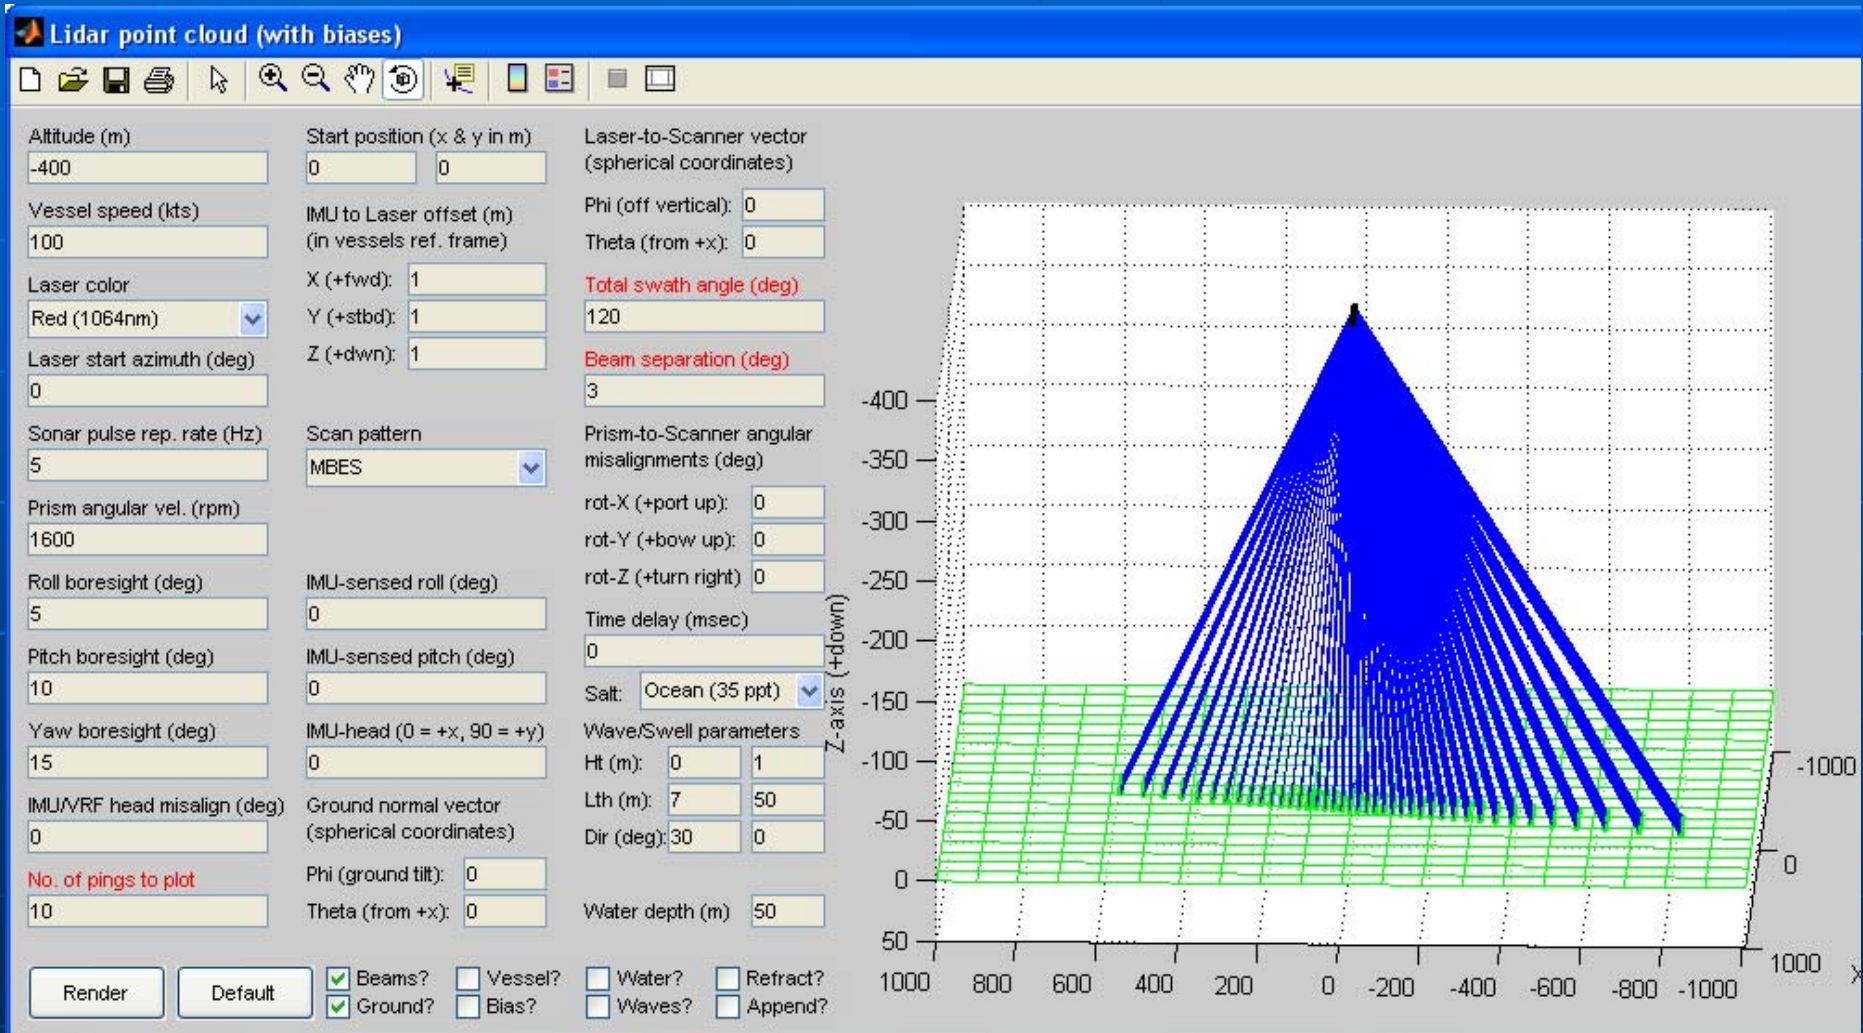 Lidar point cloud (with biases)
Altitude (m)
-400
Vessel speed (kts)
100
Laser color
Red (1064nm)
Laser start azimuth (deg)
0
Sonar pulse rep. rate (Hz)
5
Prism angular vel. (rpm)
1600
Roll boresight (deg)
5
Pitch boresight (deg)
10
Yaw boresight (deg)
15
IMU/VRF head misalign (deg)
0
No. of pings to plot
10
Start position (x & y in m)
0 0
IMU to Laser offset (m)
(in vessels ref. frame)
X (+fwd): 1
Y (+stbd): 1
Z (+dwn): 1
Scan pattern
MBES
IMU-sensed roll (deg)
0
IMU-sensed pitch (deg)
0
IMU-head (0 = +x, 90 = +y)
0
Ground normal vector
(spherical coordinates)
Phi (ground tilt): 0
Theta (from +x): 0
Laser-to-Scanner vector
(spherical coordinates)
Phi (off vertical): 0
Theta (from +x): 0
Total swath angle (deg)
120
Beam separation (deg)
3
Prism-to-Scanner angular
misalignments (deg)
rot-X (+port up): 0
rot-Y (+bow up): 0
rot-Z (+turn right) 0
Time delay (msec)
0
Salt: Ocean (35 ppt)
Wave/Swell parameters
Ht (m): 0 1
Lth (m): 7 50
Dir (deg): 30 0
Water depth (m) 50
Render Default
Beams? Vessel? Water? Refract?
Ground? Bias? Waves? Append?
Z-axis (+down)
-400
-350
-300
-250
-200
-150
-100
-50
0
50
1000 800 600 400 200 0 -200 -400 -600 -800 -1000
-1000
0
1000
X